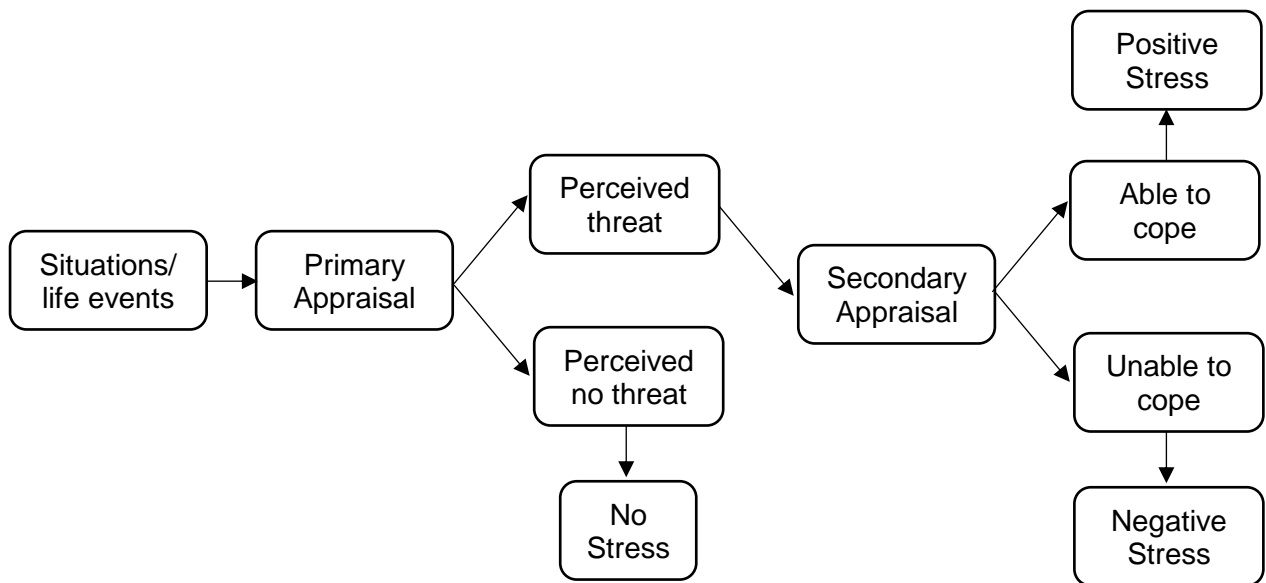 Situations/
life events
Primary
Appraisal
Perceived
threat
Perceived
no threat
No
Stress
Secondary
Appraisal
Able to
cope
Positive
Stress
Unable to
cope
Negative
Stress